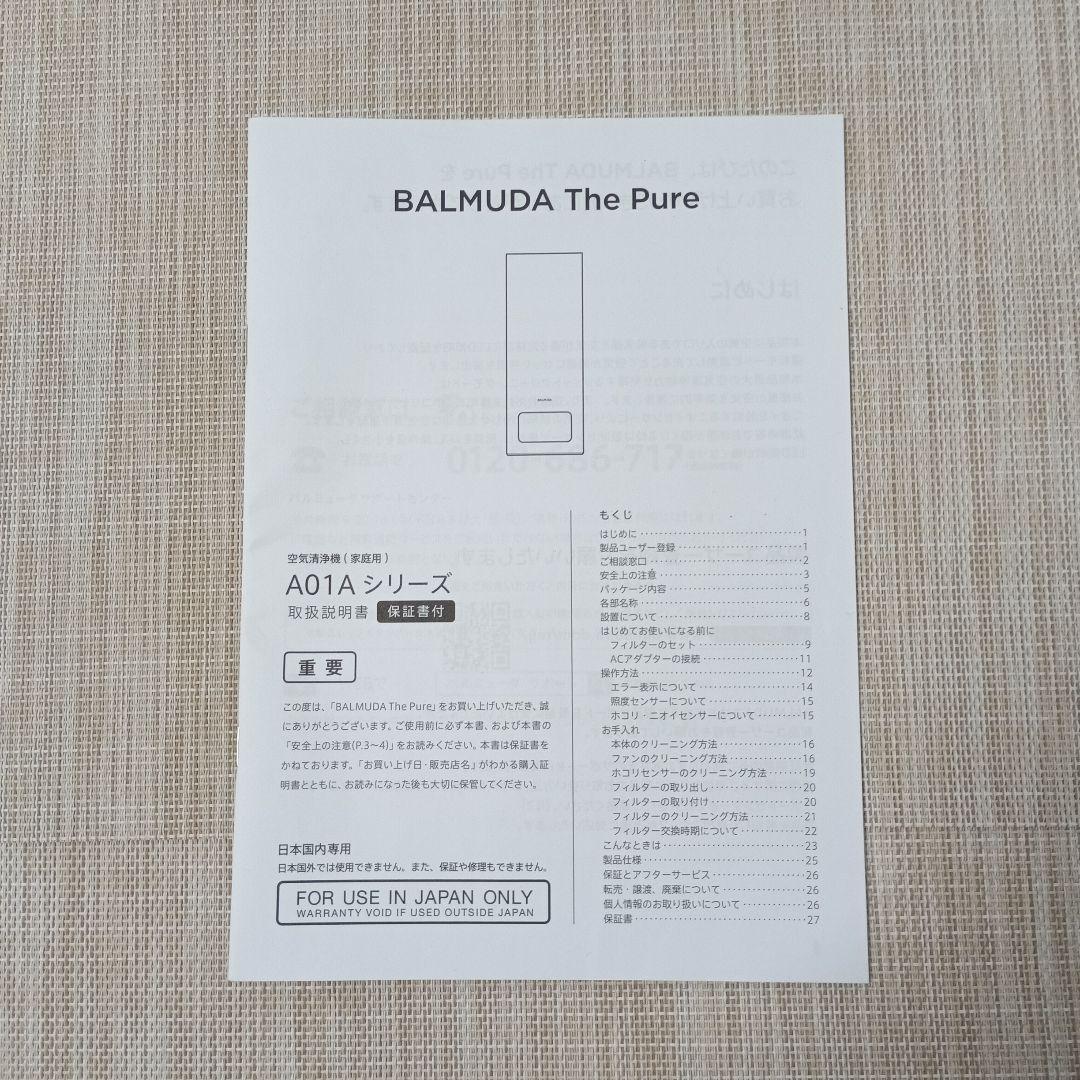 BALMUDA The Pure
BALMUDA
空気清浄機 ( 家庭用 )
A01A シリーズ
取扱説明書 保証書付
重 要
この度は、「BALMUDA The Pure」をお買い上げいただき、誠
にありがとうございます。ご使用前に必ず本書、および本書の
「安全上の注意(P.3〜4)」をお読みください。本書は保証書を
かねております。「お買い上げ日・販売店名」がわかる購入証
明書とともに、お読みになった後も大切に保管してください。
日本国内専用
日本国外では使用できません。また、保証や修理もできません。
FOR USE IN JAPAN ONLY
WARRANTY VOID IF USED OUTSIDE JAPAN
もくじ
はじめに 1
製品ユーザー登録 1
ご相談窓口 2
安全上の注意 3
パッケージ内容 5
各部名称 6
設置について 8
はじめてお使いになる前に
フィルターのセット 9
ACアダプターの接続 11
操作方法 12
エラー表示について 14
照度センサーについて 15
ホコリ・ニオイセンサーについて 15
お手入れ
本体のクリーニング方法 16
ファンのクリーニング方法 16
ホコリセンサーのクリーニング方法 19
フィルターの取り出し 20
フィルターの取り付け 20
フィルターのクリーニング方法 21
フィルター交換時期について 22
こんなときは 23
製品仕様 25
保証とアフターサービス 26
転売・譲渡、廃棄について 26
個人情報のお取り扱いについて 26
保証書 27